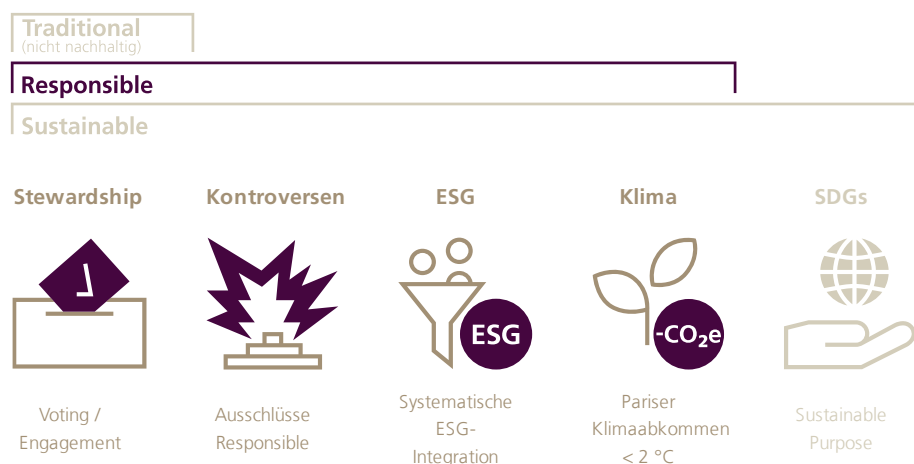 Traditional
(nicht nachhaltig)
Responsible
Sustainable
Stewardship
Kontroversen
ESG
Klima
SDGs
ESG
-CO₂e
Voting /
Engagement
Ausschlüsse
Responsible
Systematische
ESG-
Integration
Pariser
Klimaabkommen
< 2 °C
Sustainable
Purpose